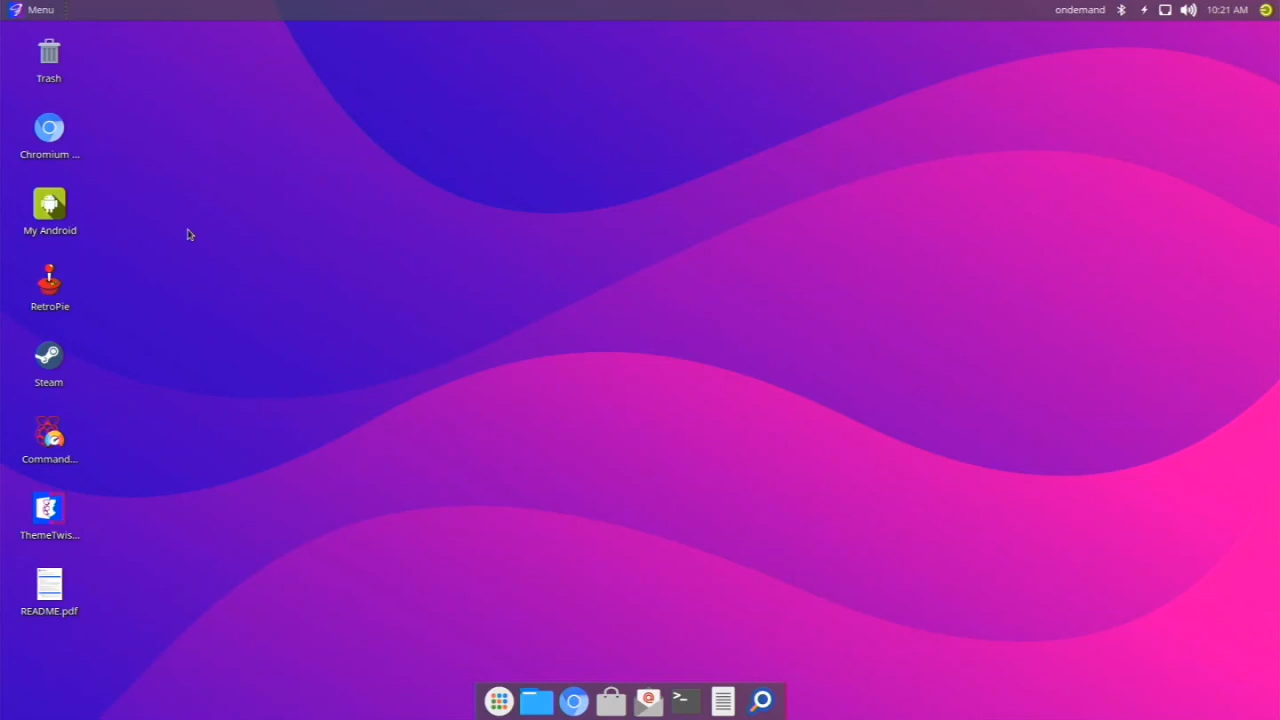 Menu
ondemand
10:21 AM
Trash
Chromium ...
My Android
RetroPie
Steam
Command...
ThemeTwis...
README.pdf
@
>_